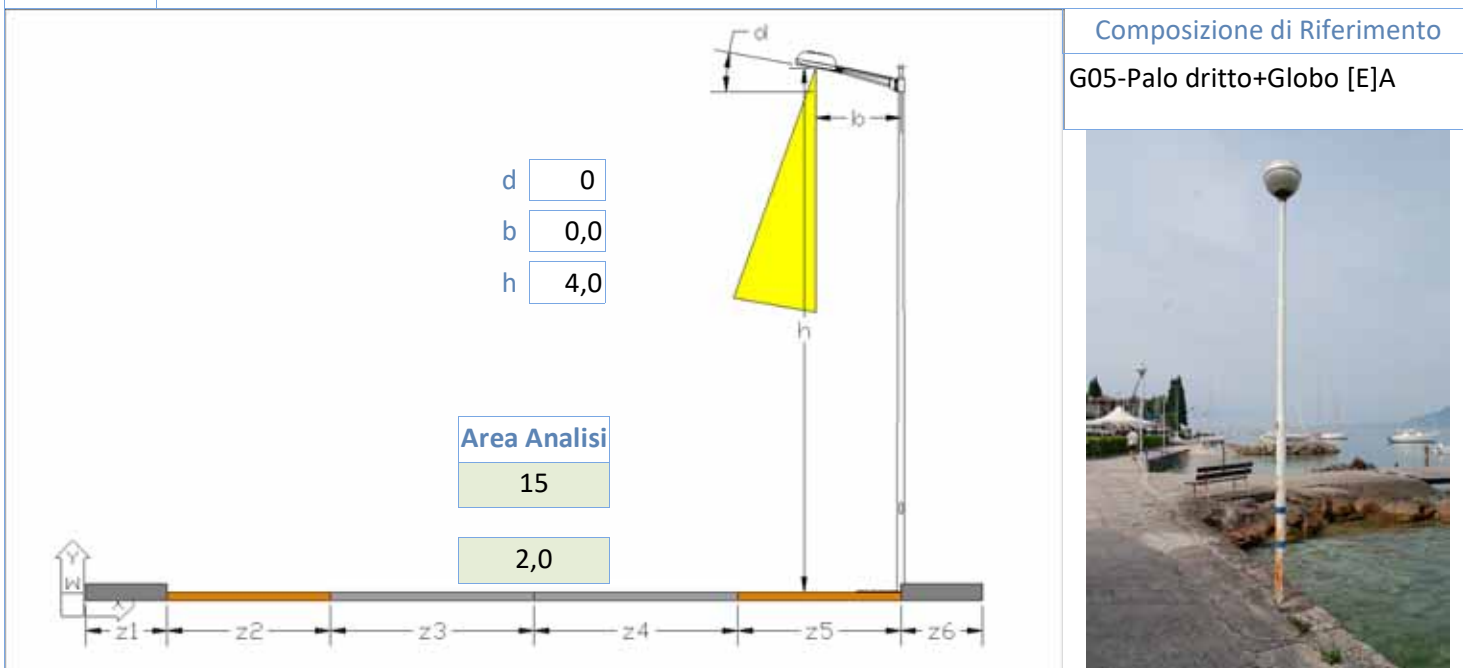 Composizione di Riferimento
G05-Palo dritto+Globo [E]A
d
b
d 0
b 0,0
h 4,0
h
Area Analisi
15
2,0
Y
W
X
z1 z2 z3 z4 z5 z6